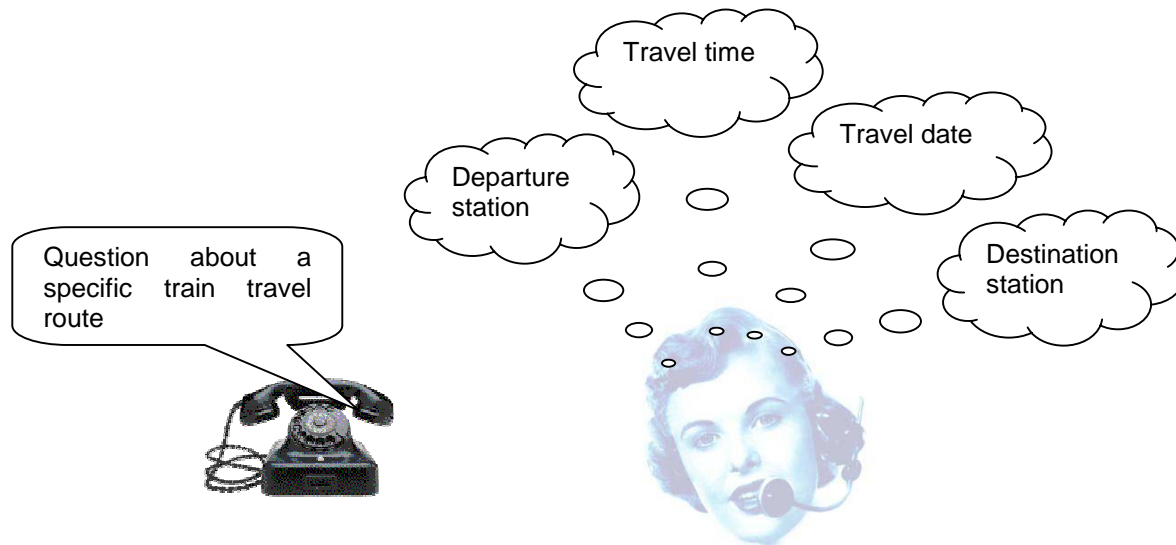 Travel time
Travel date
Departure
station
Destination
station
Question about a
specific train travel
route